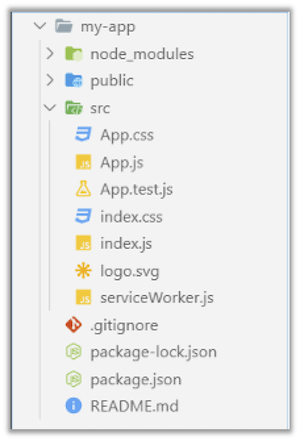 my-app
node_modules
public
src
App.css
App.js
App.test.js
index.css
index.js
logo.svg
serviceWorker.js
.gitignore
package-lock.json
package.json
README.md